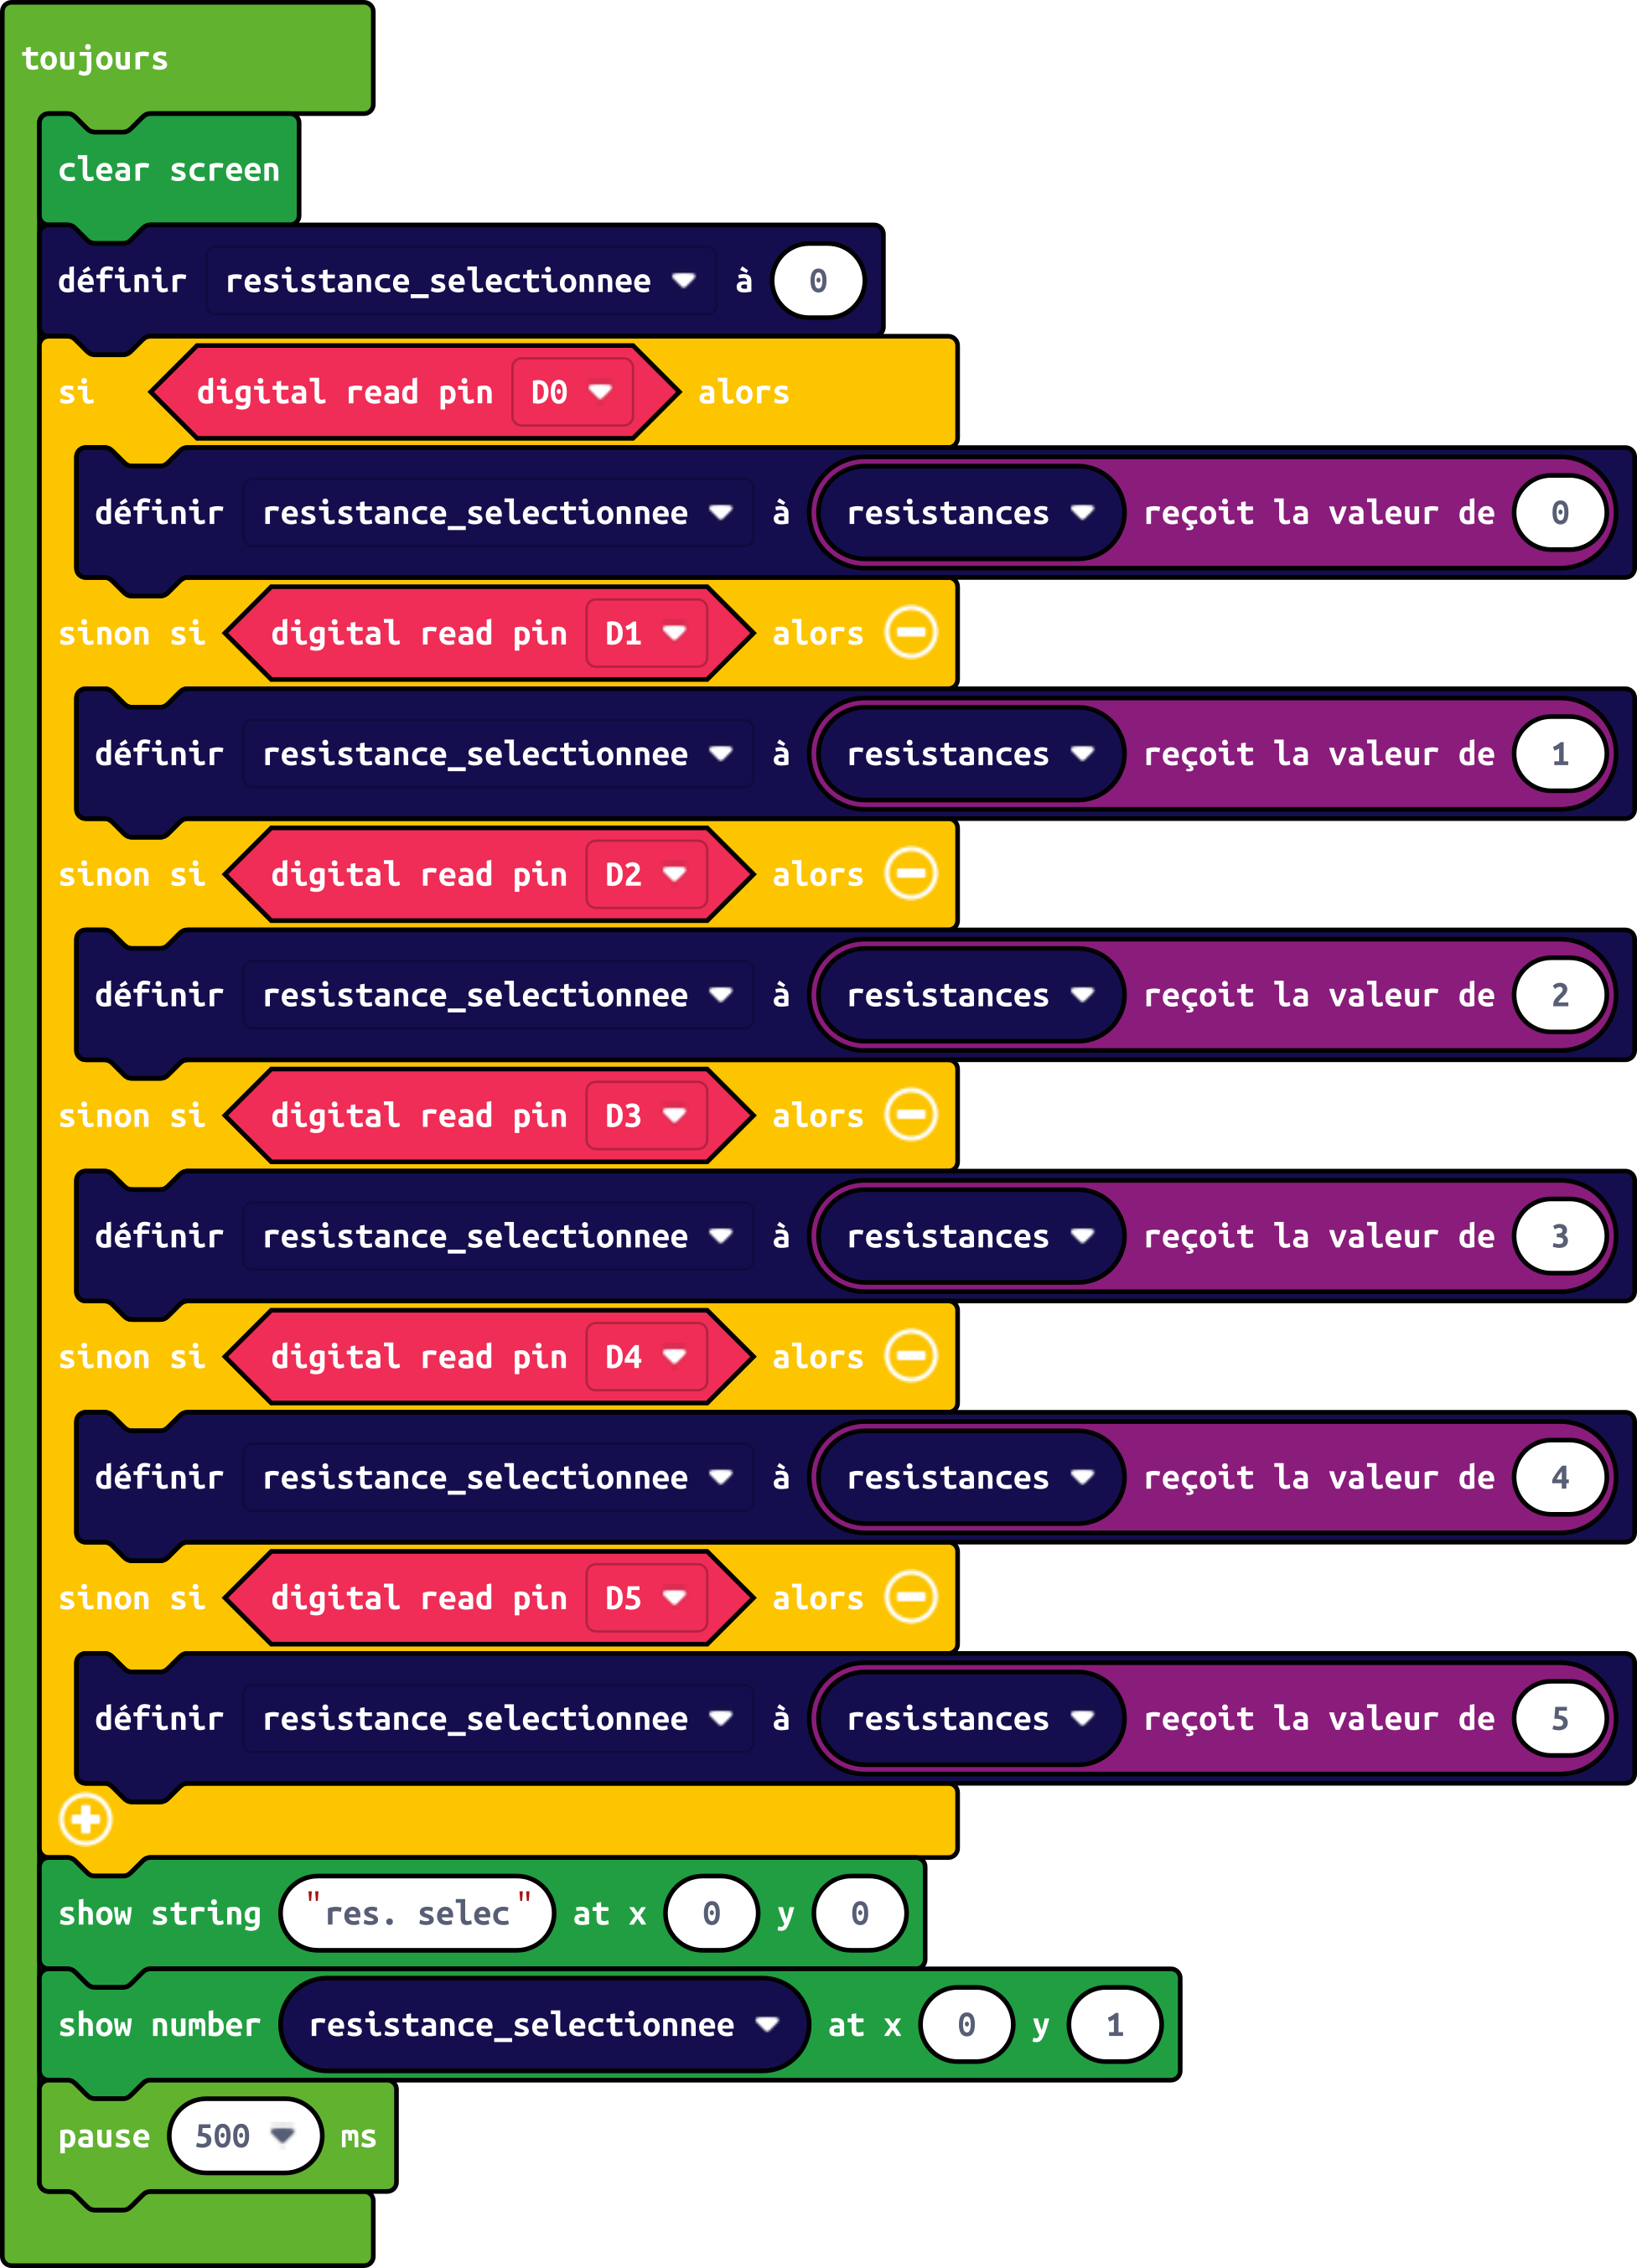 toujours
clear screen
définir resistance_selectionnee à 0
si digital read pin D0 alors
définir resistance_selectionnee à resistances reçoit la valeur de 0
sinon si digital read pin D1 alors
définir resistance_selectionnee à resistances reçoit la valeur de 1
sinon si digital read pin D2 alors
définir resistance_selectionnee à resistances reçoit la valeur de 2
sinon si digital read pin D3 alors
définir resistance_selectionnee à resistances reçoit la valeur de 3
sinon si digital read pin D4 alors
définir resistance_selectionnee à resistances reçoit la valeur de 4
sinon si digital read pin D5 alors
définir resistance_selectionnee à resistances reçoit la valeur de 5
show string "res. selec" at x 0 y 0
show number resistance_selectionnee at x 0 y 1
pause 500 ms